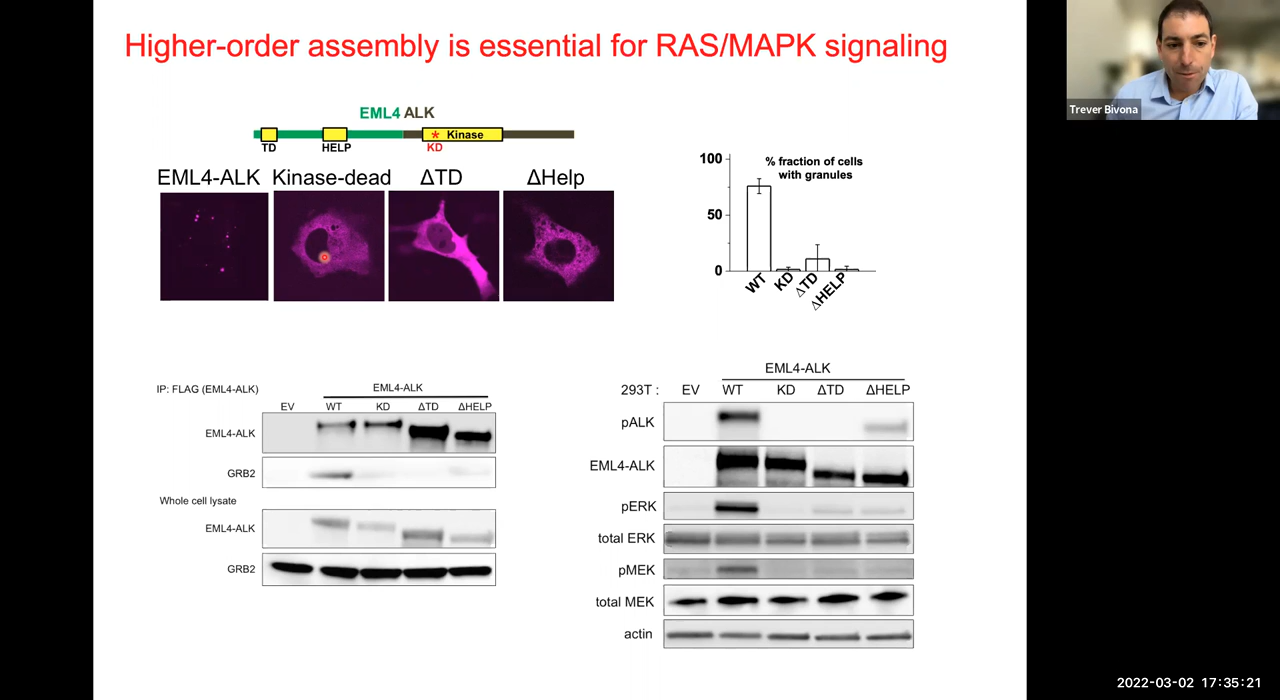 Higher-order assembly is essential for RAS/MAPK signaling
Trever Bivona
EML4 ALK
* Kinase
TD HELP KD
EML4-ALK Kinase-dead ΔTD ΔHelp
100
% fraction of cells
with granules
50
0
WT KD ΔTD ΔHELP
IP: FLAG (EML4-ALK) EML4-ALK
EV WT KD ΔTD ΔHELP
EML4-ALK
GRB2
Whole cell lysate
EML4-ALK
GRB2
EML4-ALK
293T : EV WT KD ΔTD ΔHELP
pALK
EML4-ALK
pERK
total ERK
pMEK
total MEK
actin
2022-03-02 17:35:21